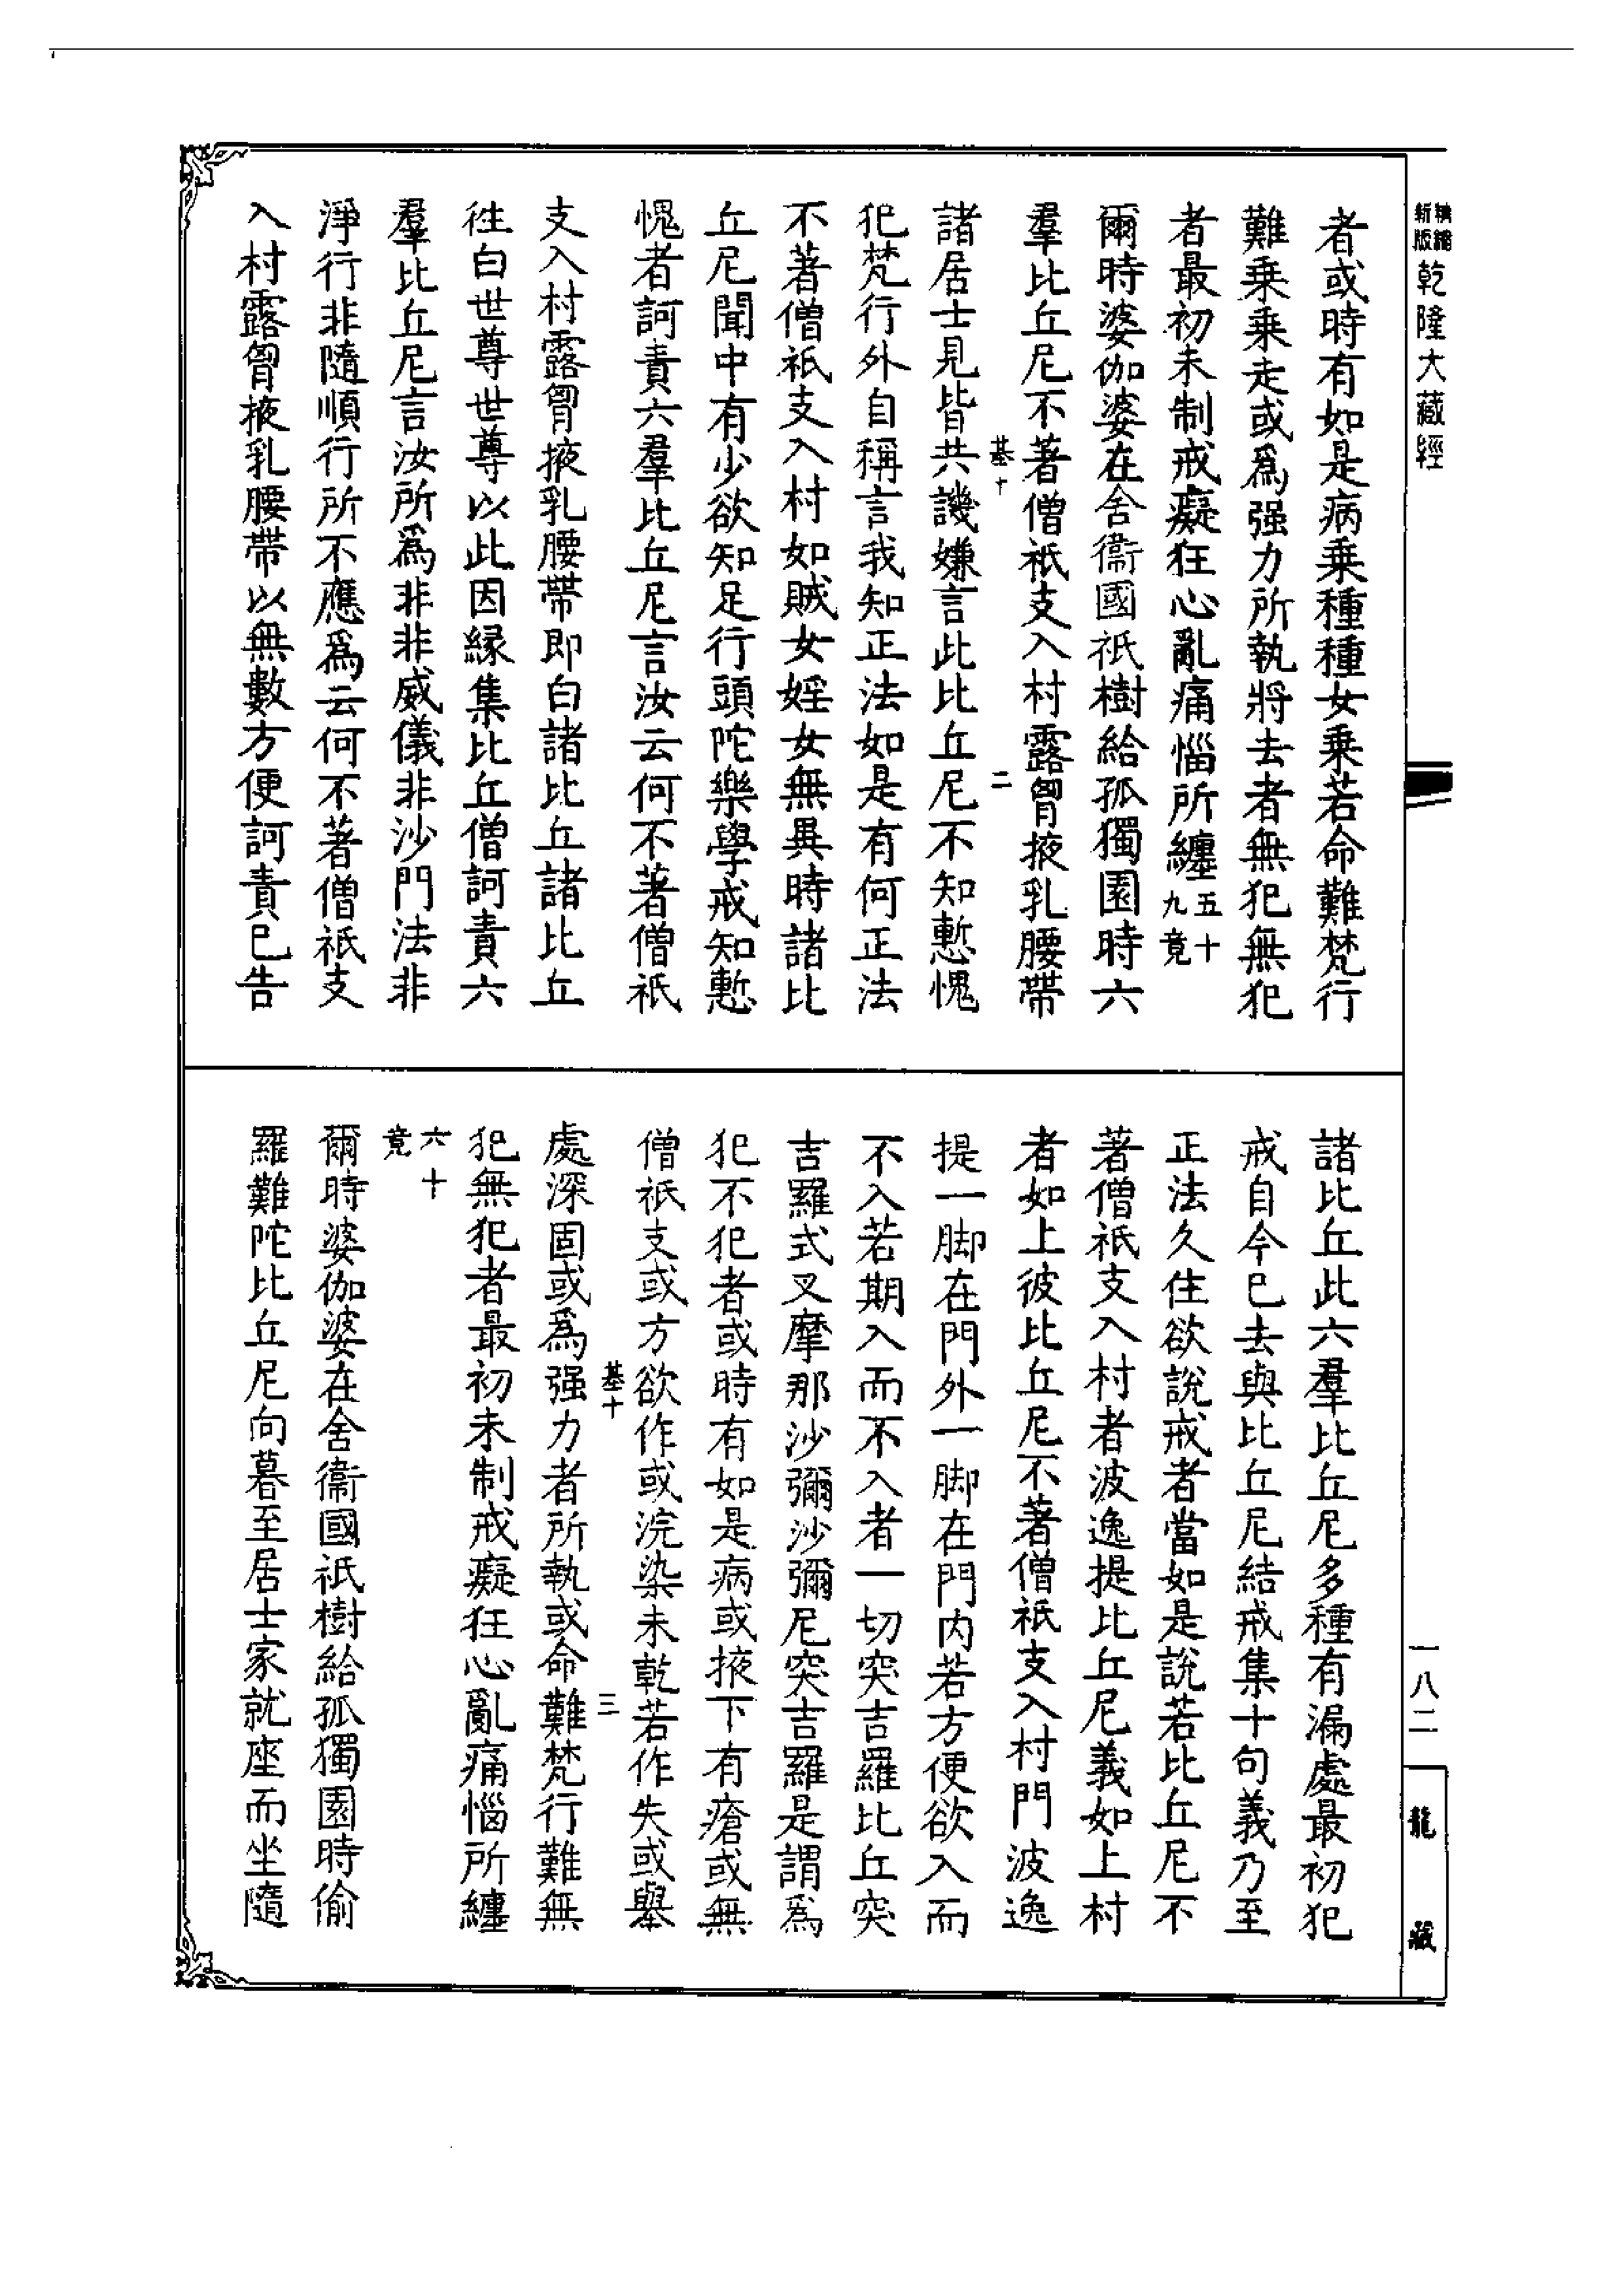 新版精縮乾隆大藏經
者或時有如是病乗種種女乗若命難梵行
難乗乗走或爲强力所執將去者無犯無犯
者最初未制戒癡狂心亂痛惱所纏五十九竟
爾時婆伽婆在舍衞國祇樹給孤獨園時六
羣比丘尼不著僧祇支入村露胷掖乳腰帶
基十 二
諸居士見皆共譏嫌言此比丘尼不知慙愧
犯梵行外自稱言我知正法如是有何正法
不著僧祇支入村如賊女婬女無異時諸比
丘尼聞中有少欲知足行頭陀樂學戒知慙
愧者訶責六羣比丘尼言汝云何不著僧祇
支入村露胷掖乳腰帶即白諸比丘諸比丘
徃白世尊世尊以此因縁集比丘僧訶責六
羣比丘尼言汝所爲非非威儀非沙門法非
淨行非隨順行所不應爲云何不著僧祇支
入村露胷掖乳腰帶以無數方便訶責巳告
諸比丘此六羣比丘尼多種有漏處最初犯
戒自今巳去與比丘尼結戒集十句義乃至
正法久住欲說戒者當如是說若比丘尼不
著僧祇支入村者波逸提比丘尼義如上村
者如上彼比丘尼不著僧祇支入村門波逸
提一脚在門外一脚在門内若方便欲入而
不入若期入而不入者一切突吉羅比丘突
吉羅式叉摩那沙彌沙彌尼突吉羅是謂爲
犯不犯者或時有如是病或掖下有瘡或無
僧祇支或方欲作或浣染未乾若作失或舉
基十 三
處深固或爲强力者所執或命難梵行難無
犯無犯者最初未制戒癡狂心亂痛惱所纏
六十竟
爾時婆伽婆在舍衞國祇樹給孤獨園時偷
羅難陀比丘尼向暮至居士家就座而坐隨
一八二
龍藏